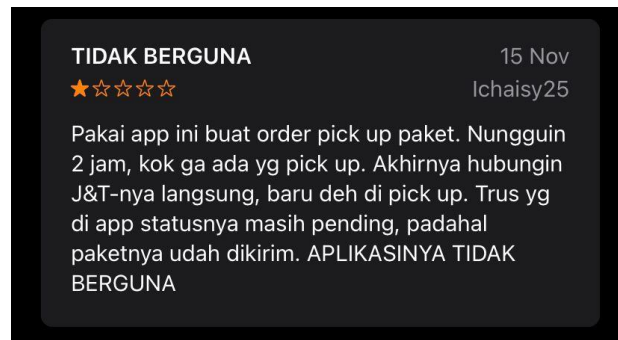 TIDAK BERGUNA
15 Nov
Ichaisy25
Pakai app ini buat order pick up paket. Nungguin
2 jam, kok ga ada yg pick up. Akhirnya hubungin
J&T-nya langsung, baru deh di pick up. Trus yg
di app statusnya masih pending, padahal
paketnya udah dikirim. APLIKASINYA TIDAK
BERGUNA